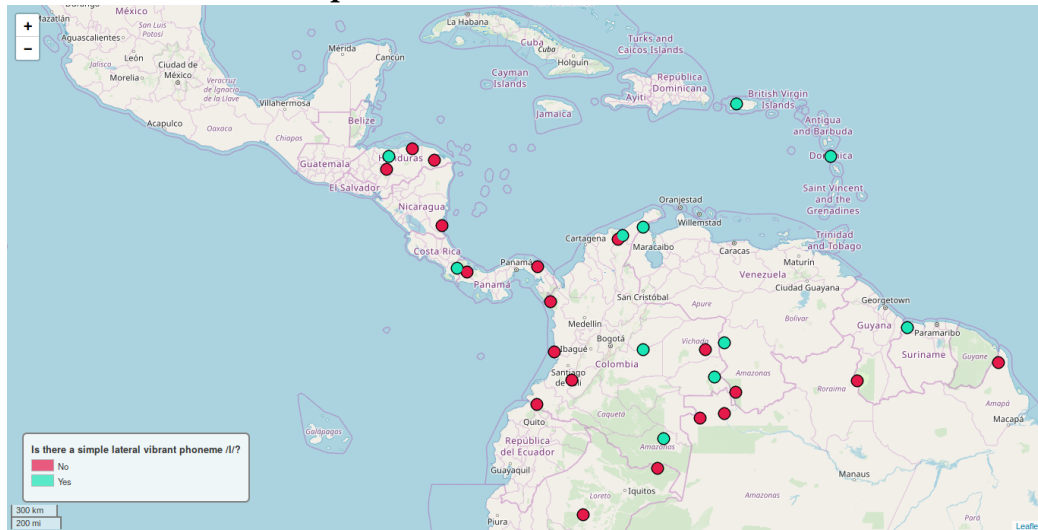 +
−
Mazatlán
México
San Luis
Potosí
Aguascalientes
León
Jalisco
Ciudad de
México
Morelia
Veracruz
de Ignacio
de la Llave
Acapulco
Oaxaca
Villahermosa
Chiapas
Mérida
Cancún
Belize
Guatemala
El Salvador
Honduras
Nicaragua
Costa Rica
Panamá
Panamá
La Habana
Cuba
Cuba
Holguin
Cayman
Islands
Jamaica
Turks and
Caicos Islands
República
Dominicana
Ayiti
British Virgin
Islands
Antigua
and Barbuda
Dominica
Saint Vincent
and the
Grenadines
Trinidad
and Tobago
Oranjestad
Willemstad
Cartagena
Maracaibo
Caracas
Maturin
Venezuela
Ciudad Guayana
San Cristóbal
Apure
Bolívar
Medellín
Bogotá
Ibagué
Colombia
Vichada
Santiago
de Cali
Amazonas
Georgetown
Guyana
Paramaribo
Suriname
Guyane
Roraima
Amapá
Macapá
Caquetá
Amazonas
Quito
República
del Ecuador
Guayaquil
Galápagos
Iquitos
Loreto
Amazonas
Manaus
Pará
Piura
Is there a simple lateral vibrant phoneme /l/?
No
Yes
300 km
200 mi
Leafle